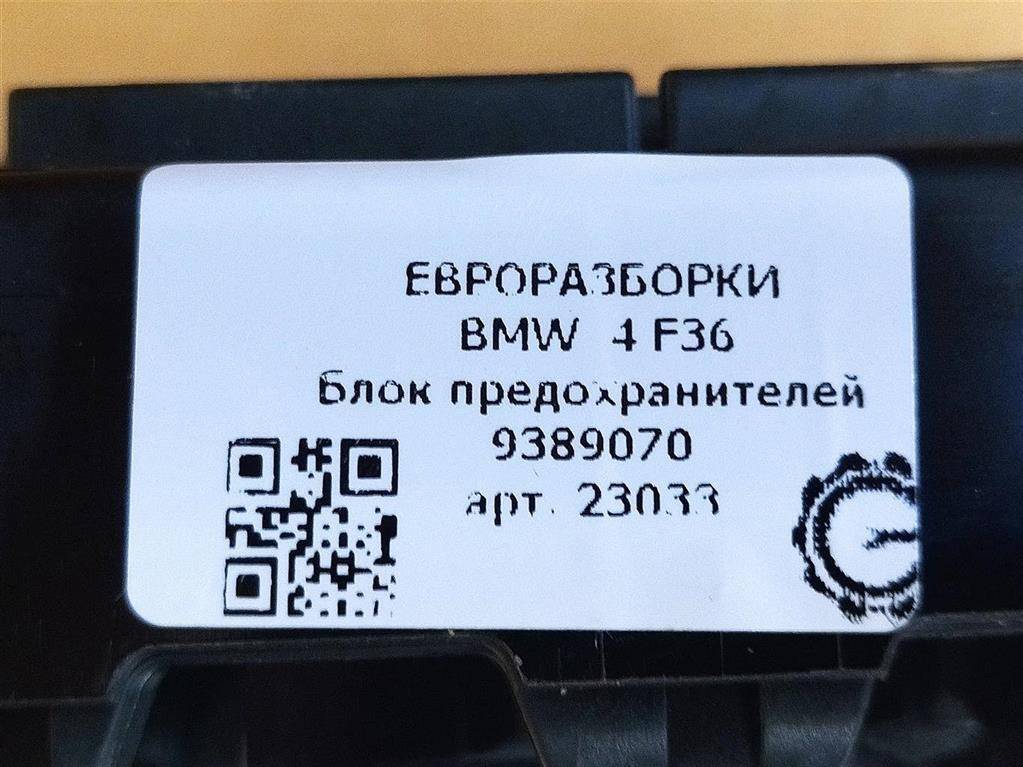 ЕВРОРАЗБОРКИ
BMW 4 F36
Блок предохранителей
9389070
арт. 23033